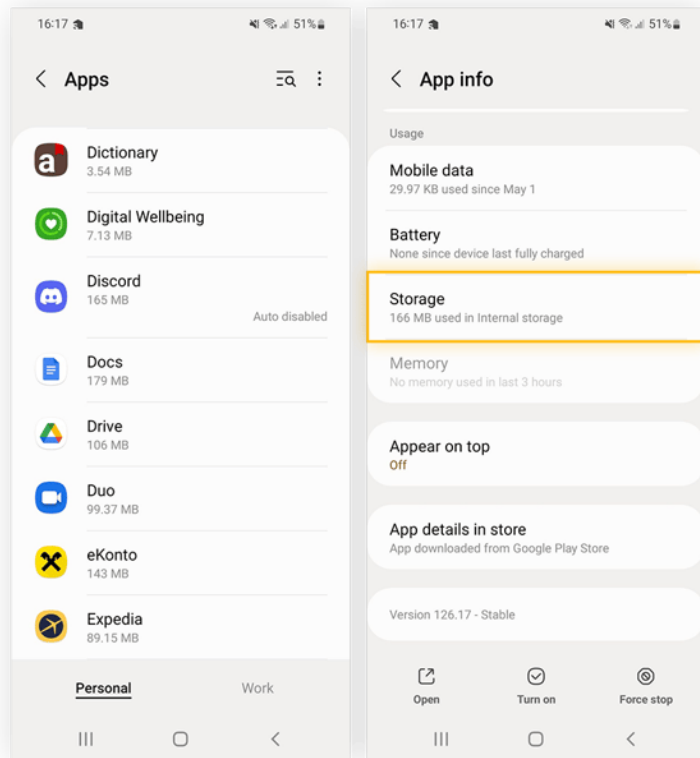 16:17
51%
Apps
a
Dictionary
3.54 MB
Digital Wellbeing
7.13 MB
Discord
165 MB
Auto disabled
Docs
179 MB
Drive
106 MB
Duo
99.37 MB
eKonto
143 MB
Expedia
89.15 MB
Personal
Work
16:17
51%
App info
Usage
Mobile data
29.97 KB used since May 1
Battery
None since device last fully charged
Storage
166 MB used in Internal storage
Memory
No memory used in last 3 hours
Appear on top
Off
App details in store
App downloaded from Google Play Store
Version 126.17 - Stable
Open
Turn on
Force stop